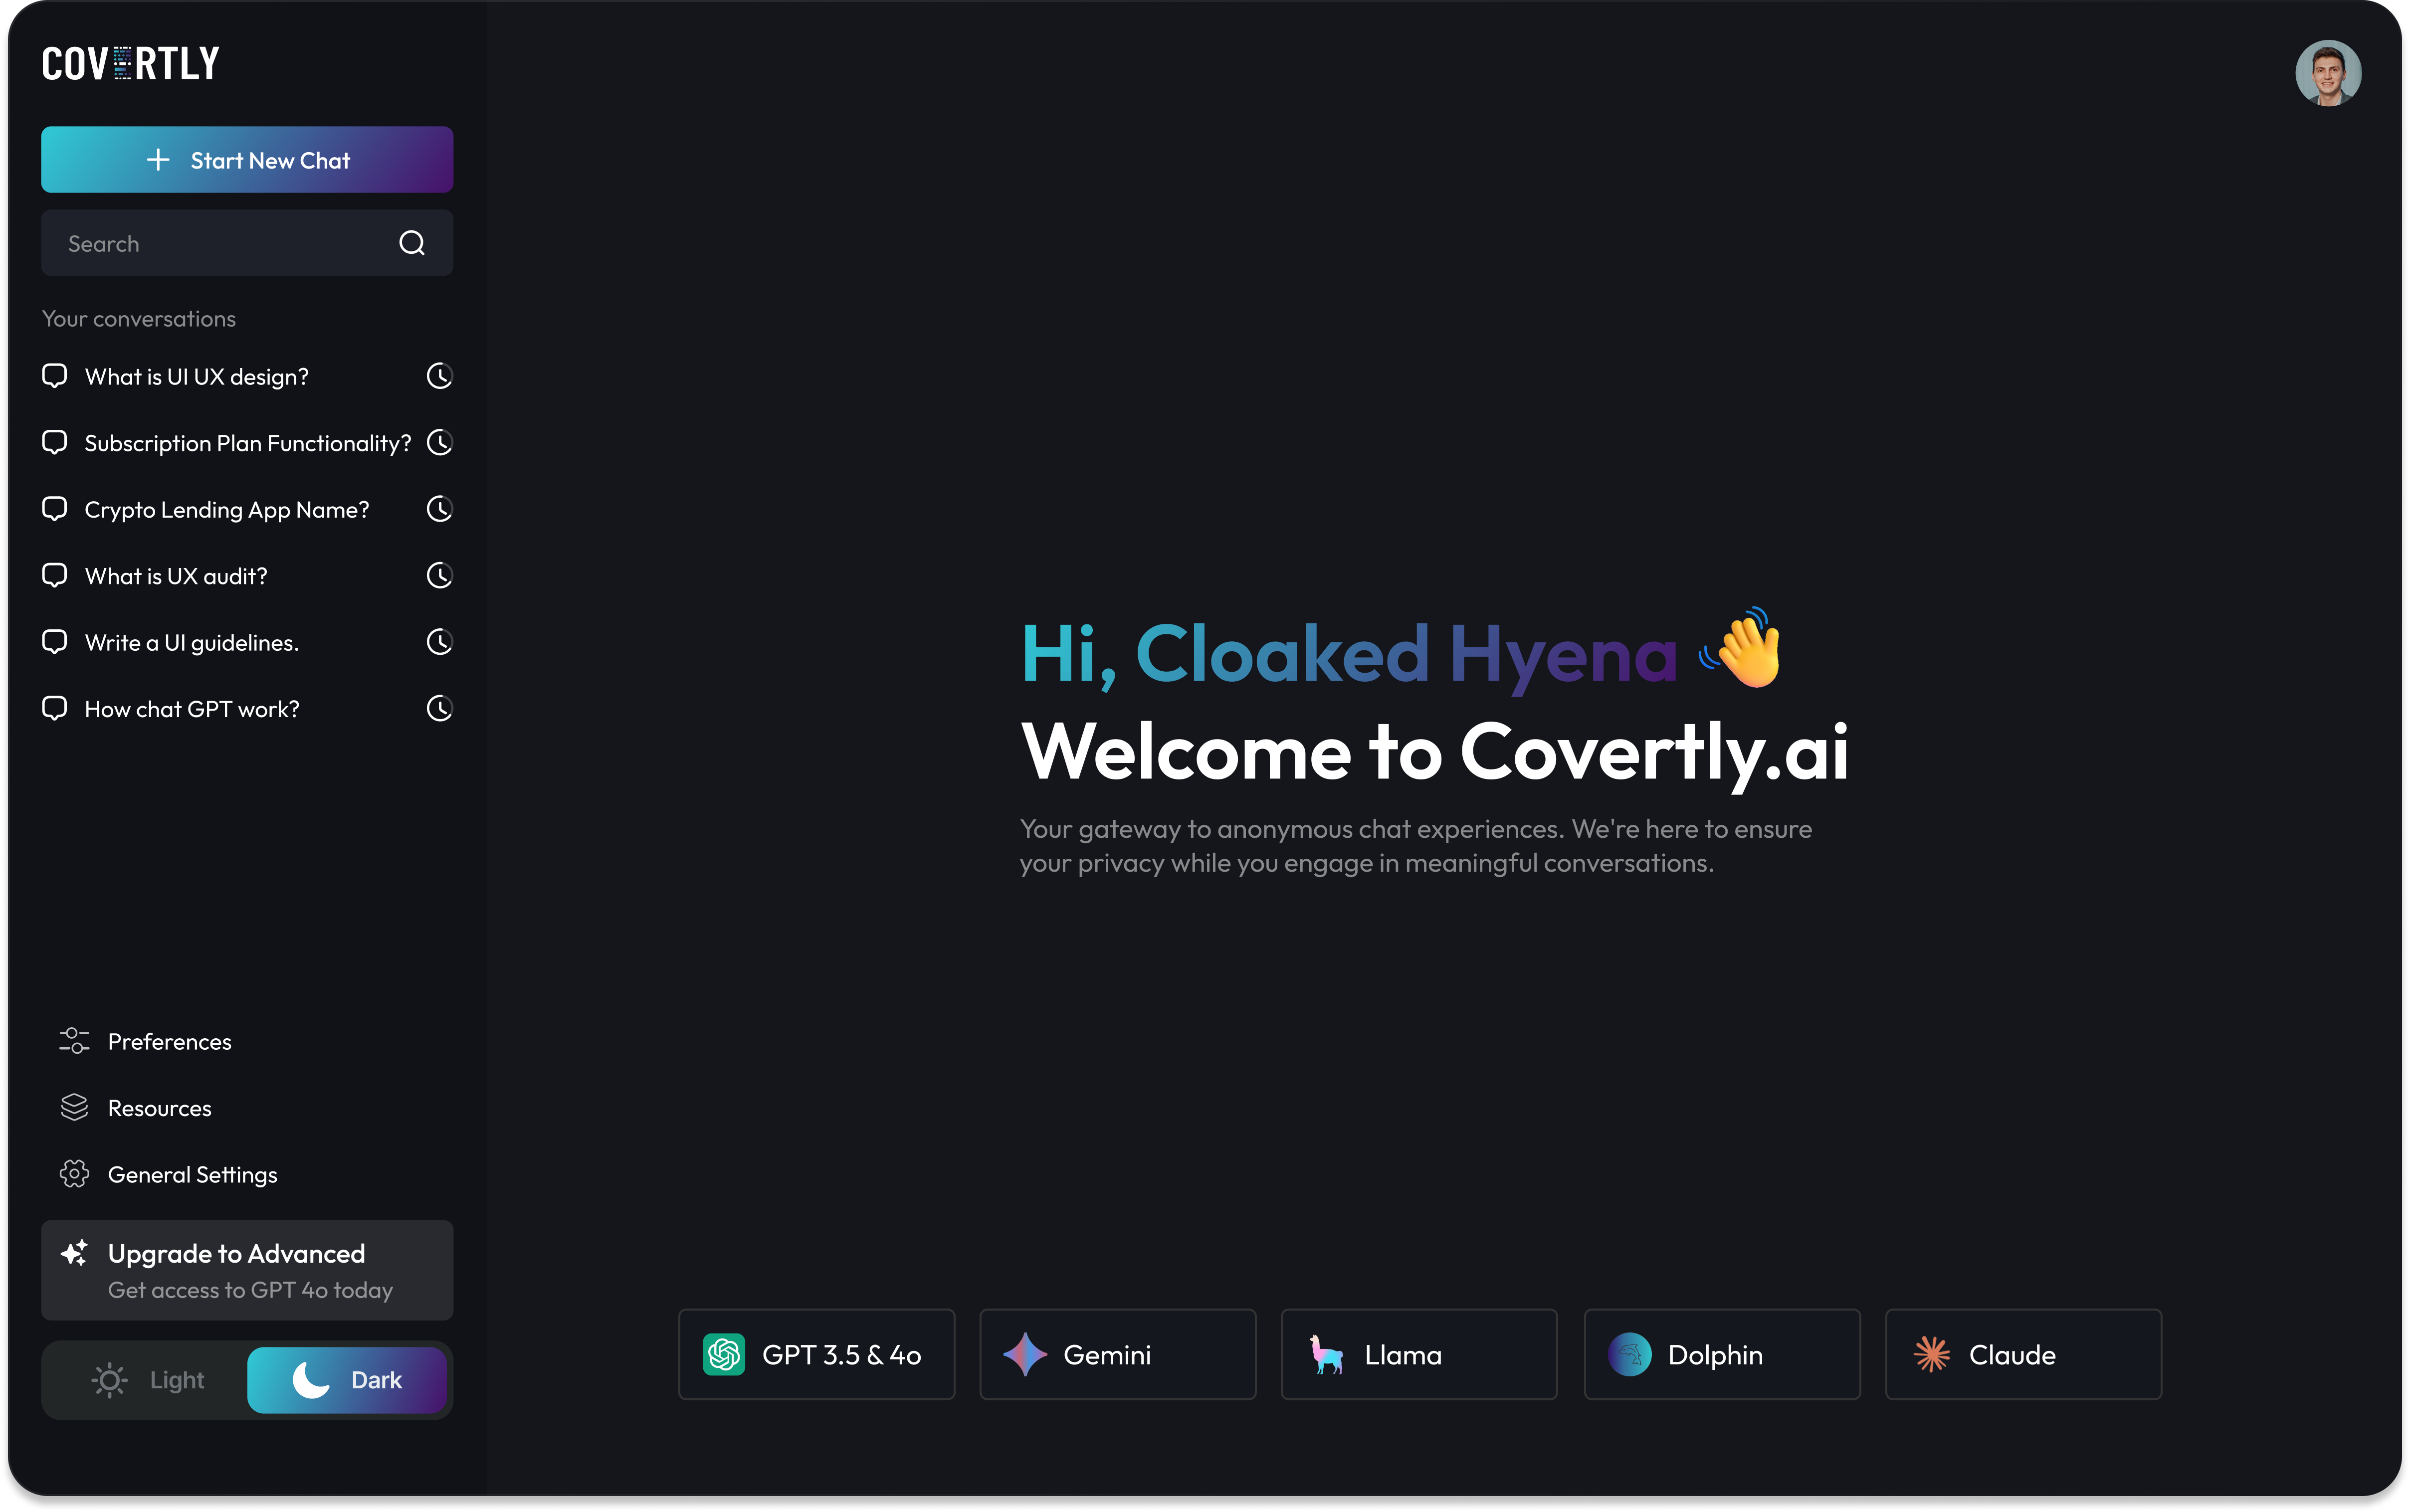 COVERTLY
Start New Chat
Search
Your conversations
What is UI UX design?
Subscription Plan Functionality?
Crypto Lending App Name?
What is UX audit?
Write a UI guidelines.
How chat GPT work?
Preferences
Resources
General Settings
Upgrade to Advanced
Get access to GPT 4o today
Light
Dark
Hi, Cloaked Hyena 👋
Welcome to Covertly.ai
Your gateway to anonymous chat experiences. We're here to ensure
your privacy while you engage in meaningful conversations.
GPT 3.5 & 4o
Gemini
Llama
Dolphin
Claude